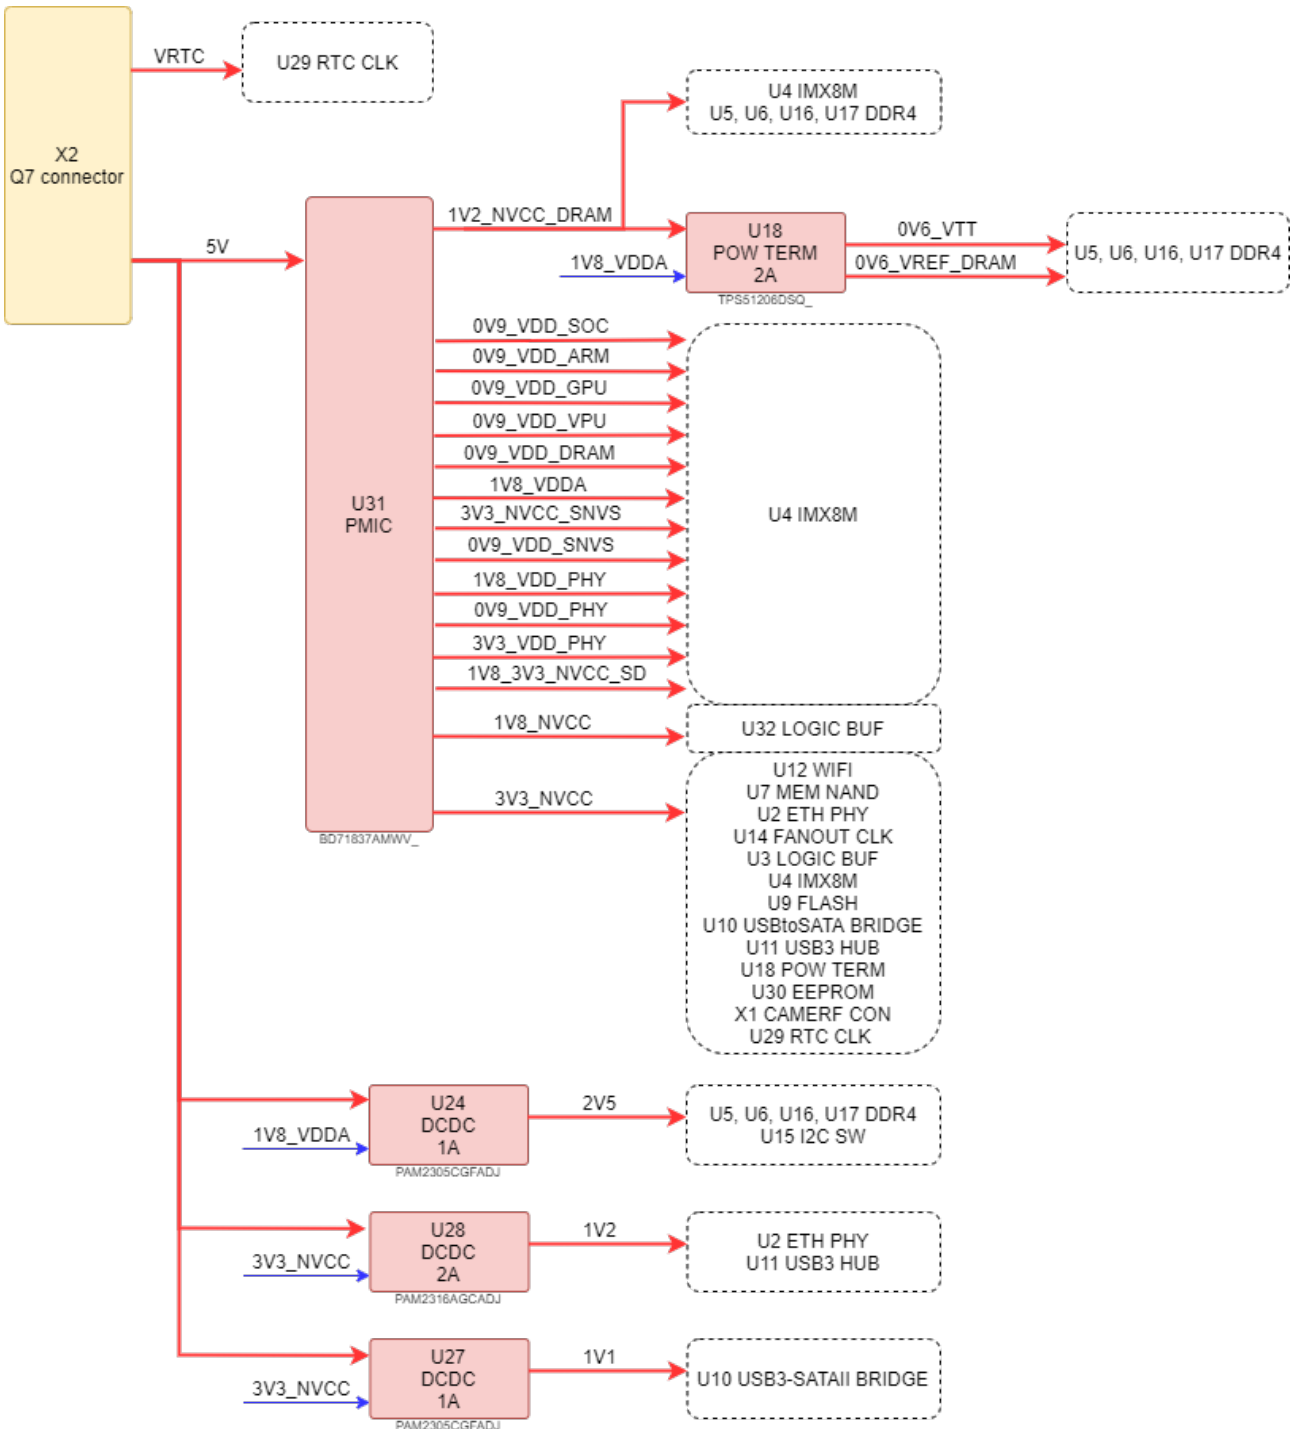 X2
Q7 connector
VRTC
U29 RTC CLK
5V
U31
PMIC
BD71837AMWV_
1V2_NVCC_DRAM
U4 IMX8M
U5, U6, U16, U17 DDR4
1V8_VDDA
U18
POW TERM
2A
TPS51206DSQ_
0V6_VTT
0V6_VREF_DRAM
U5, U6, U16, U17 DDR4
0V9_VDD_SOC
0V9_VDD_ARM
0V9_VDD_GPU
0V9_VDD_VPU
0V9_VDD_DRAM
1V8_VDDA
3V3_NVCC_SNVS
0V9_VDD_SNVS
1V8_VDD_PHY
0V9_VDD_PHY
3V3_VDD_PHY
1V8_3V3_NVCC_SD
U4 IMX8M
1V8_NVCC
U32 LOGIC BUF
3V3_NVCC
U12 WIFI
U7 MEM NAND
U2 ETH PHY
U14 FANOUT CLK
U3 LOGIC BUF
U4 IMX8M
U9 FLASH
U10 USBtoSATA BRIDGE
U11 USB3 HUB
U18 POW TERM
U30 EEPROM
X1 CAMERF CON
U29 RTC CLK
1V8_VDDA
U24
DCDC
1A
PAM2305CGFADJ
2V5
U5, U6, U16, U17 DDR4
U15 I2C SW
3V3_NVCC
U28
DCDC
2A
PAM2316AGCADJ
1V2
U2 ETH PHY
U11 USB3 HUB
3V3_NVCC
U27
DCDC
1A
PAM2305CGFADJ
1V1
U10 USB3-SATAII BRIDGE